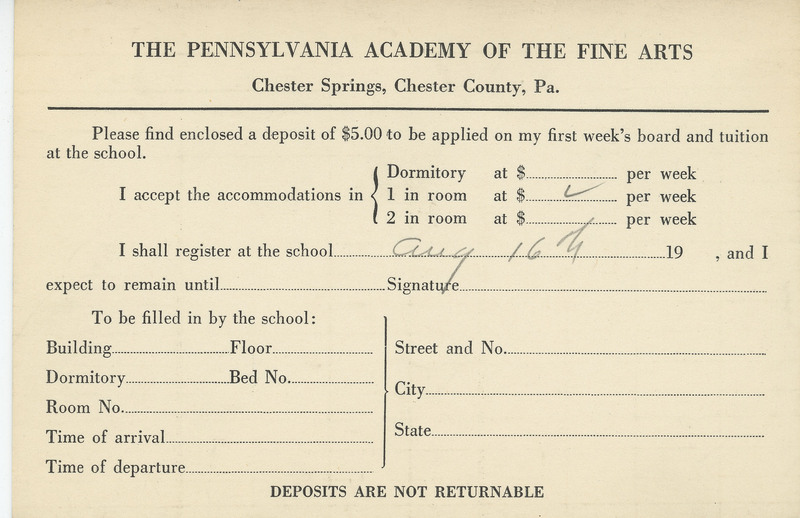 THE PENNSYLVANIA ACADEMY OF THE FINE ARTS
Chester Springs, Chester County, Pa.
Please find enclosed a deposit of $5.00 to be applied on my first week's board and tuition
at the school.
Dormitory at $ per week
I accept the accommodations in { 1 in room at $ ✓ per week
2 in room at $ per week
I shall register at the school Aug 16th 19 , and I
expect to remain until Signature
To be filled in by the school:
Building Floor
Street and No.
Dormitory Bed No.
City
Room No.
State
Time of arrival
Time of departure
DEPOSITS ARE NOT RETURNABLE